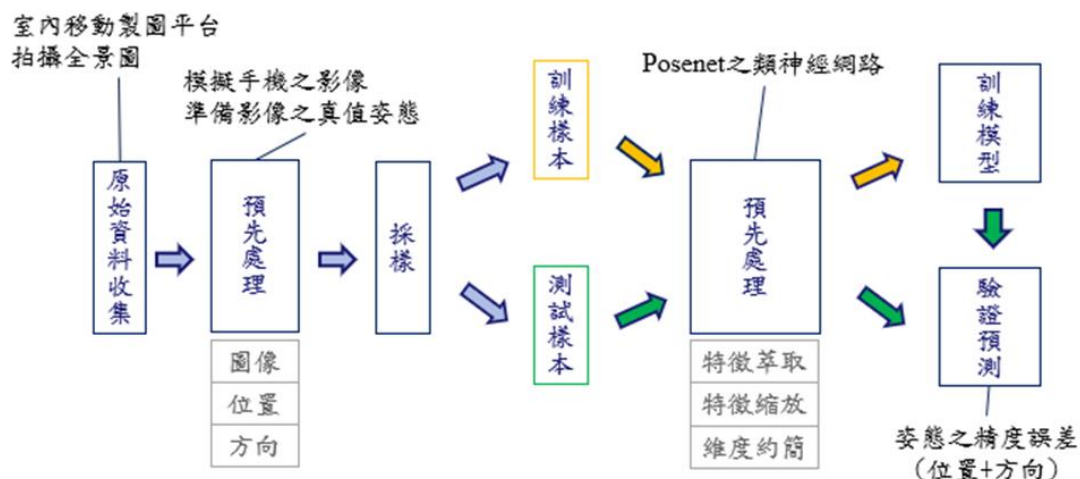 室內移動製圖平台
拍攝全景圖
模擬手機之影像
準備影像之真值姿態
原始資料收集
預先處理
圖像
位置
方向
採樣
訓練樣本
測試樣本
Posenet之類神經網路
預先處理
特徵萃取
特徵縮放
維度約簡
訓練模型
驗證預測
姿態之精度誤差
(位置+方向)